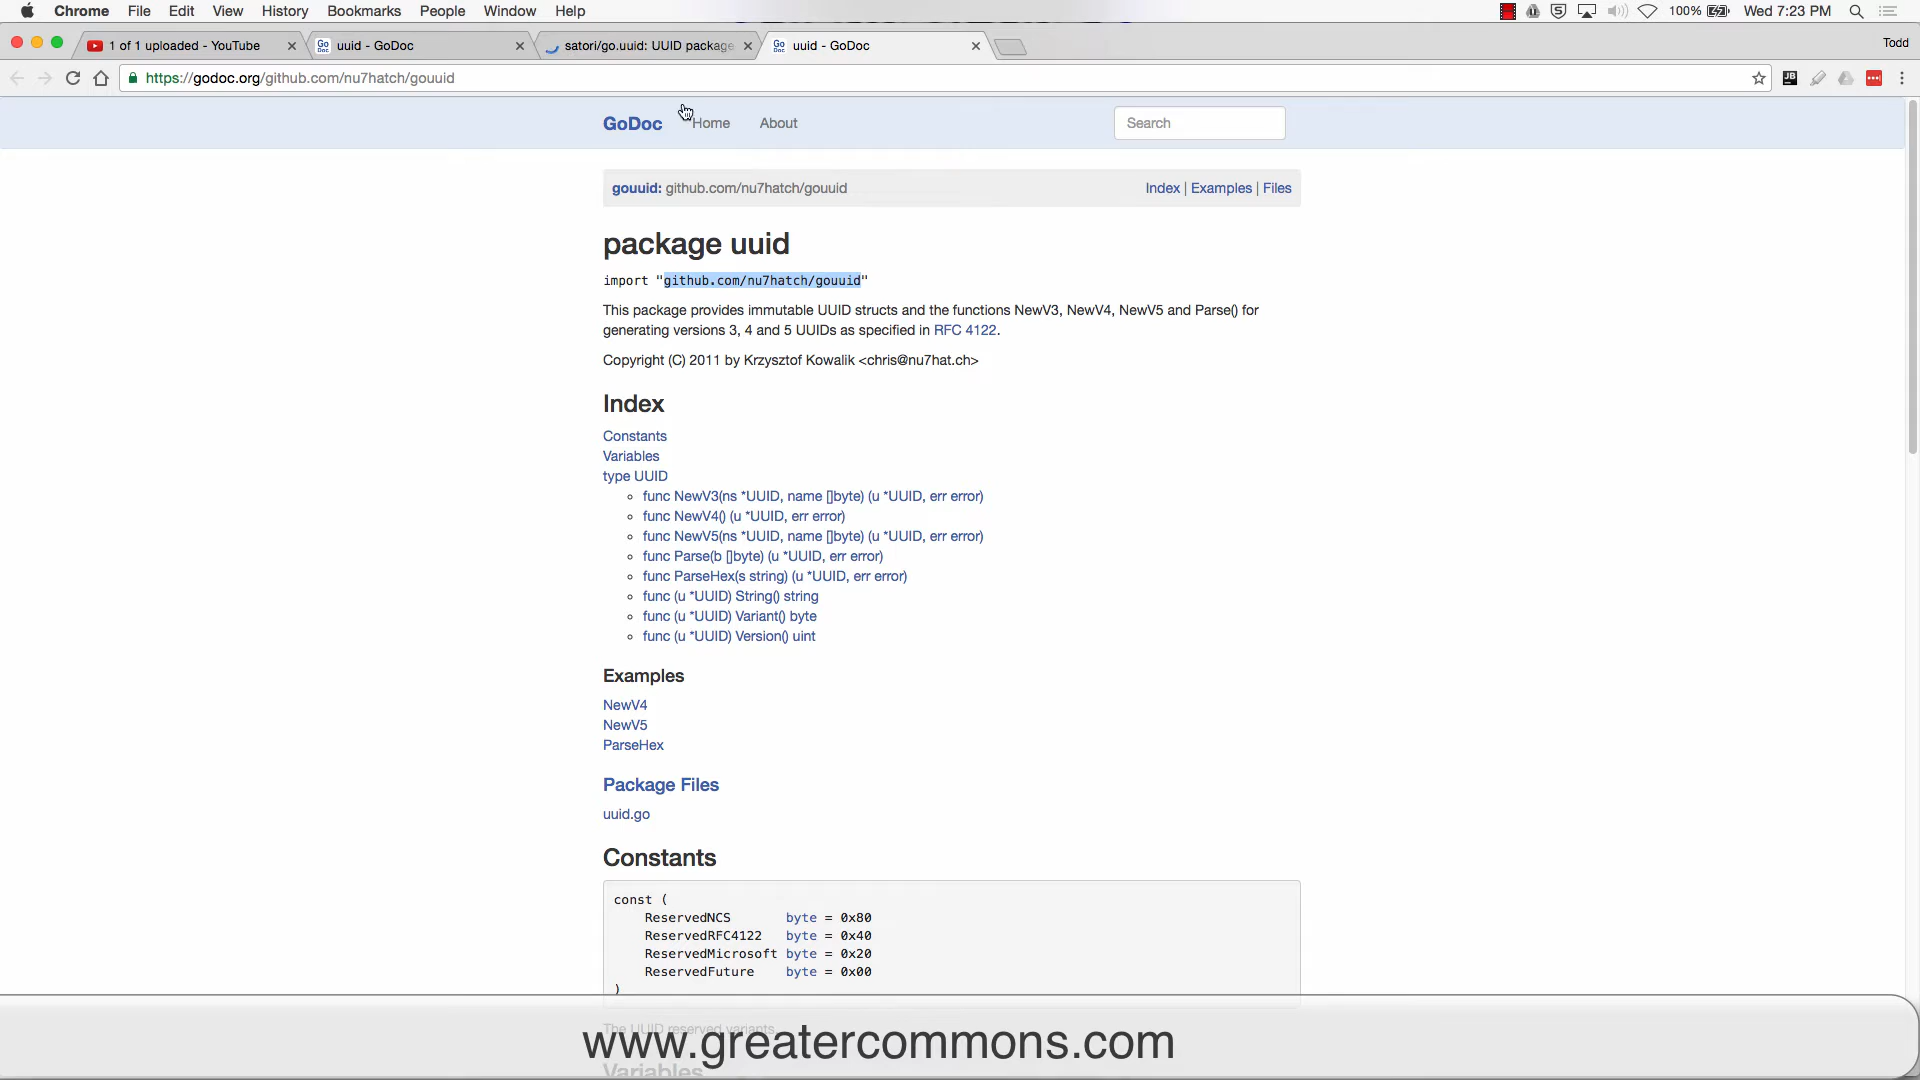 Chrome File Edit View History Bookmarks People Window Help 100% Wed 7:23 PM
1 of 1 uploaded - YouTube
uuid - GoDoc
satori/go.uuid: UUID package
uuid - GoDoc
Todd
https://godoc.org/github.com/nu7hatch/gouuid
GoDoc Home About Search
gouuid: github.com/nu7hatch/gouuid Index | Examples | Files
package uuid
import "github.com/nu7hatch/gouuid"
This package provides immutable UUID structs and the functions NewV3, NewV4, NewV5 and Parse() for
generating versions 3, 4 and 5 UUIDs as specified in RFC 4122.
Copyright (C) 2011 by Krzysztof Kowalik <chris@nu7hat.ch>
Index
Constants
Variables
type UUID
func NewV3(ns *UUID, name []byte) (u *UUID, err error)
func NewV4() (u *UUID, err error)
func NewV5(ns *UUID, name []byte) (u *UUID, err error)
func Parse(b []byte) (u *UUID, err error)
func ParseHex(s string) (u *UUID, err error)
func (u *UUID) String() string
func (u *UUID) Variant() byte
func (u *UUID) Version() uint
Examples
NewV4
NewV5
ParseHex
Package Files
uuid.go
Constants
const (
ReservedNCS byte = 0x80
ReservedRFC4122 byte = 0x40
ReservedMicrosoft byte = 0x20
ReservedFuture byte = 0x00
)
The UUID reserved variants.
www.greatercommons.com
Variables